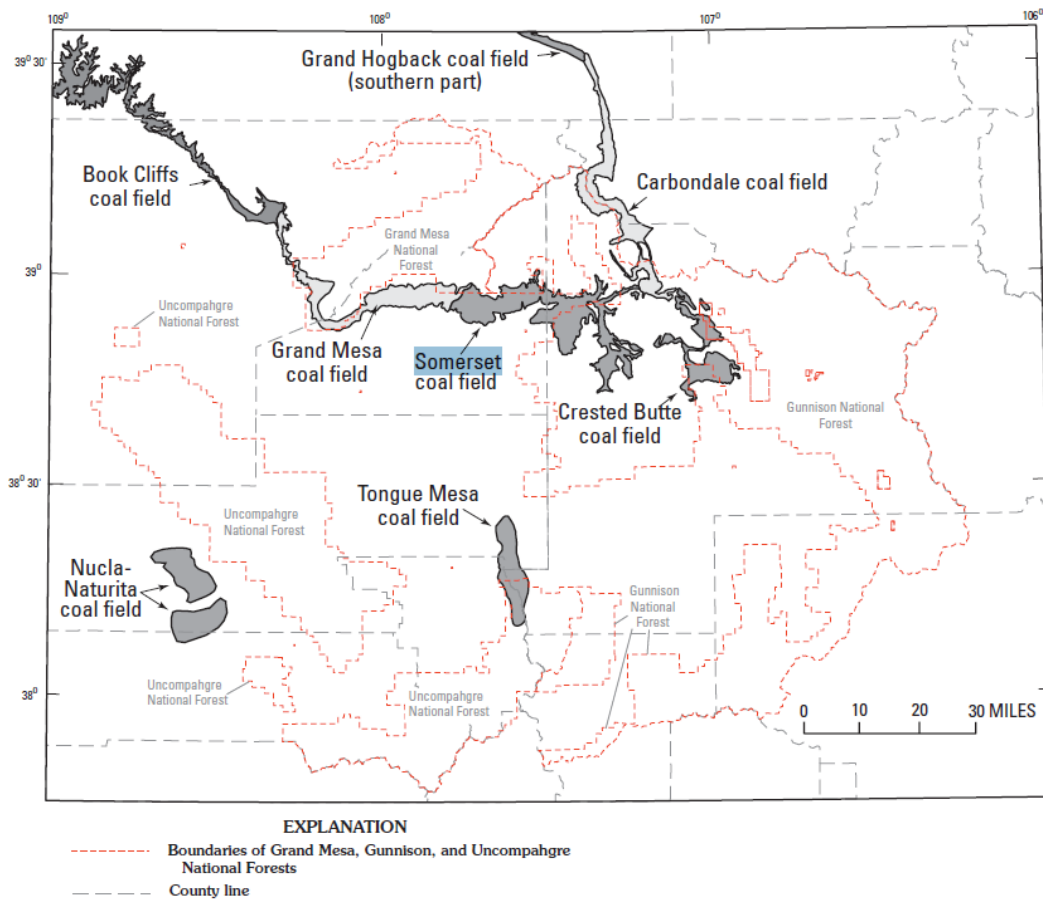 109°
108°
107°
106°
39° 30'
Grand Hogback coal field
(southern part)
Book Cliffs
coal field
Carbondale coal field
Grand Mesa
National
Forest
39°
Uncompahgre
National Forest
Grand Mesa
coal field
Somerset
coal field
Crested Butte
coal field
Gunnison National
Forest
38° 30'
Tongue Mesa
coal field
Uncompahgre
National Forest
Nucla-
Naturita
coal field
Gunnison
National
Forest
38°
Uncompahgre
National Forest
Uncompahgre
National Forest
0 10 20 30 MILES
EXPLANATION
Boundaries of Grand Mesa, Gunnison, and Uncompahgre
National Forests
County line